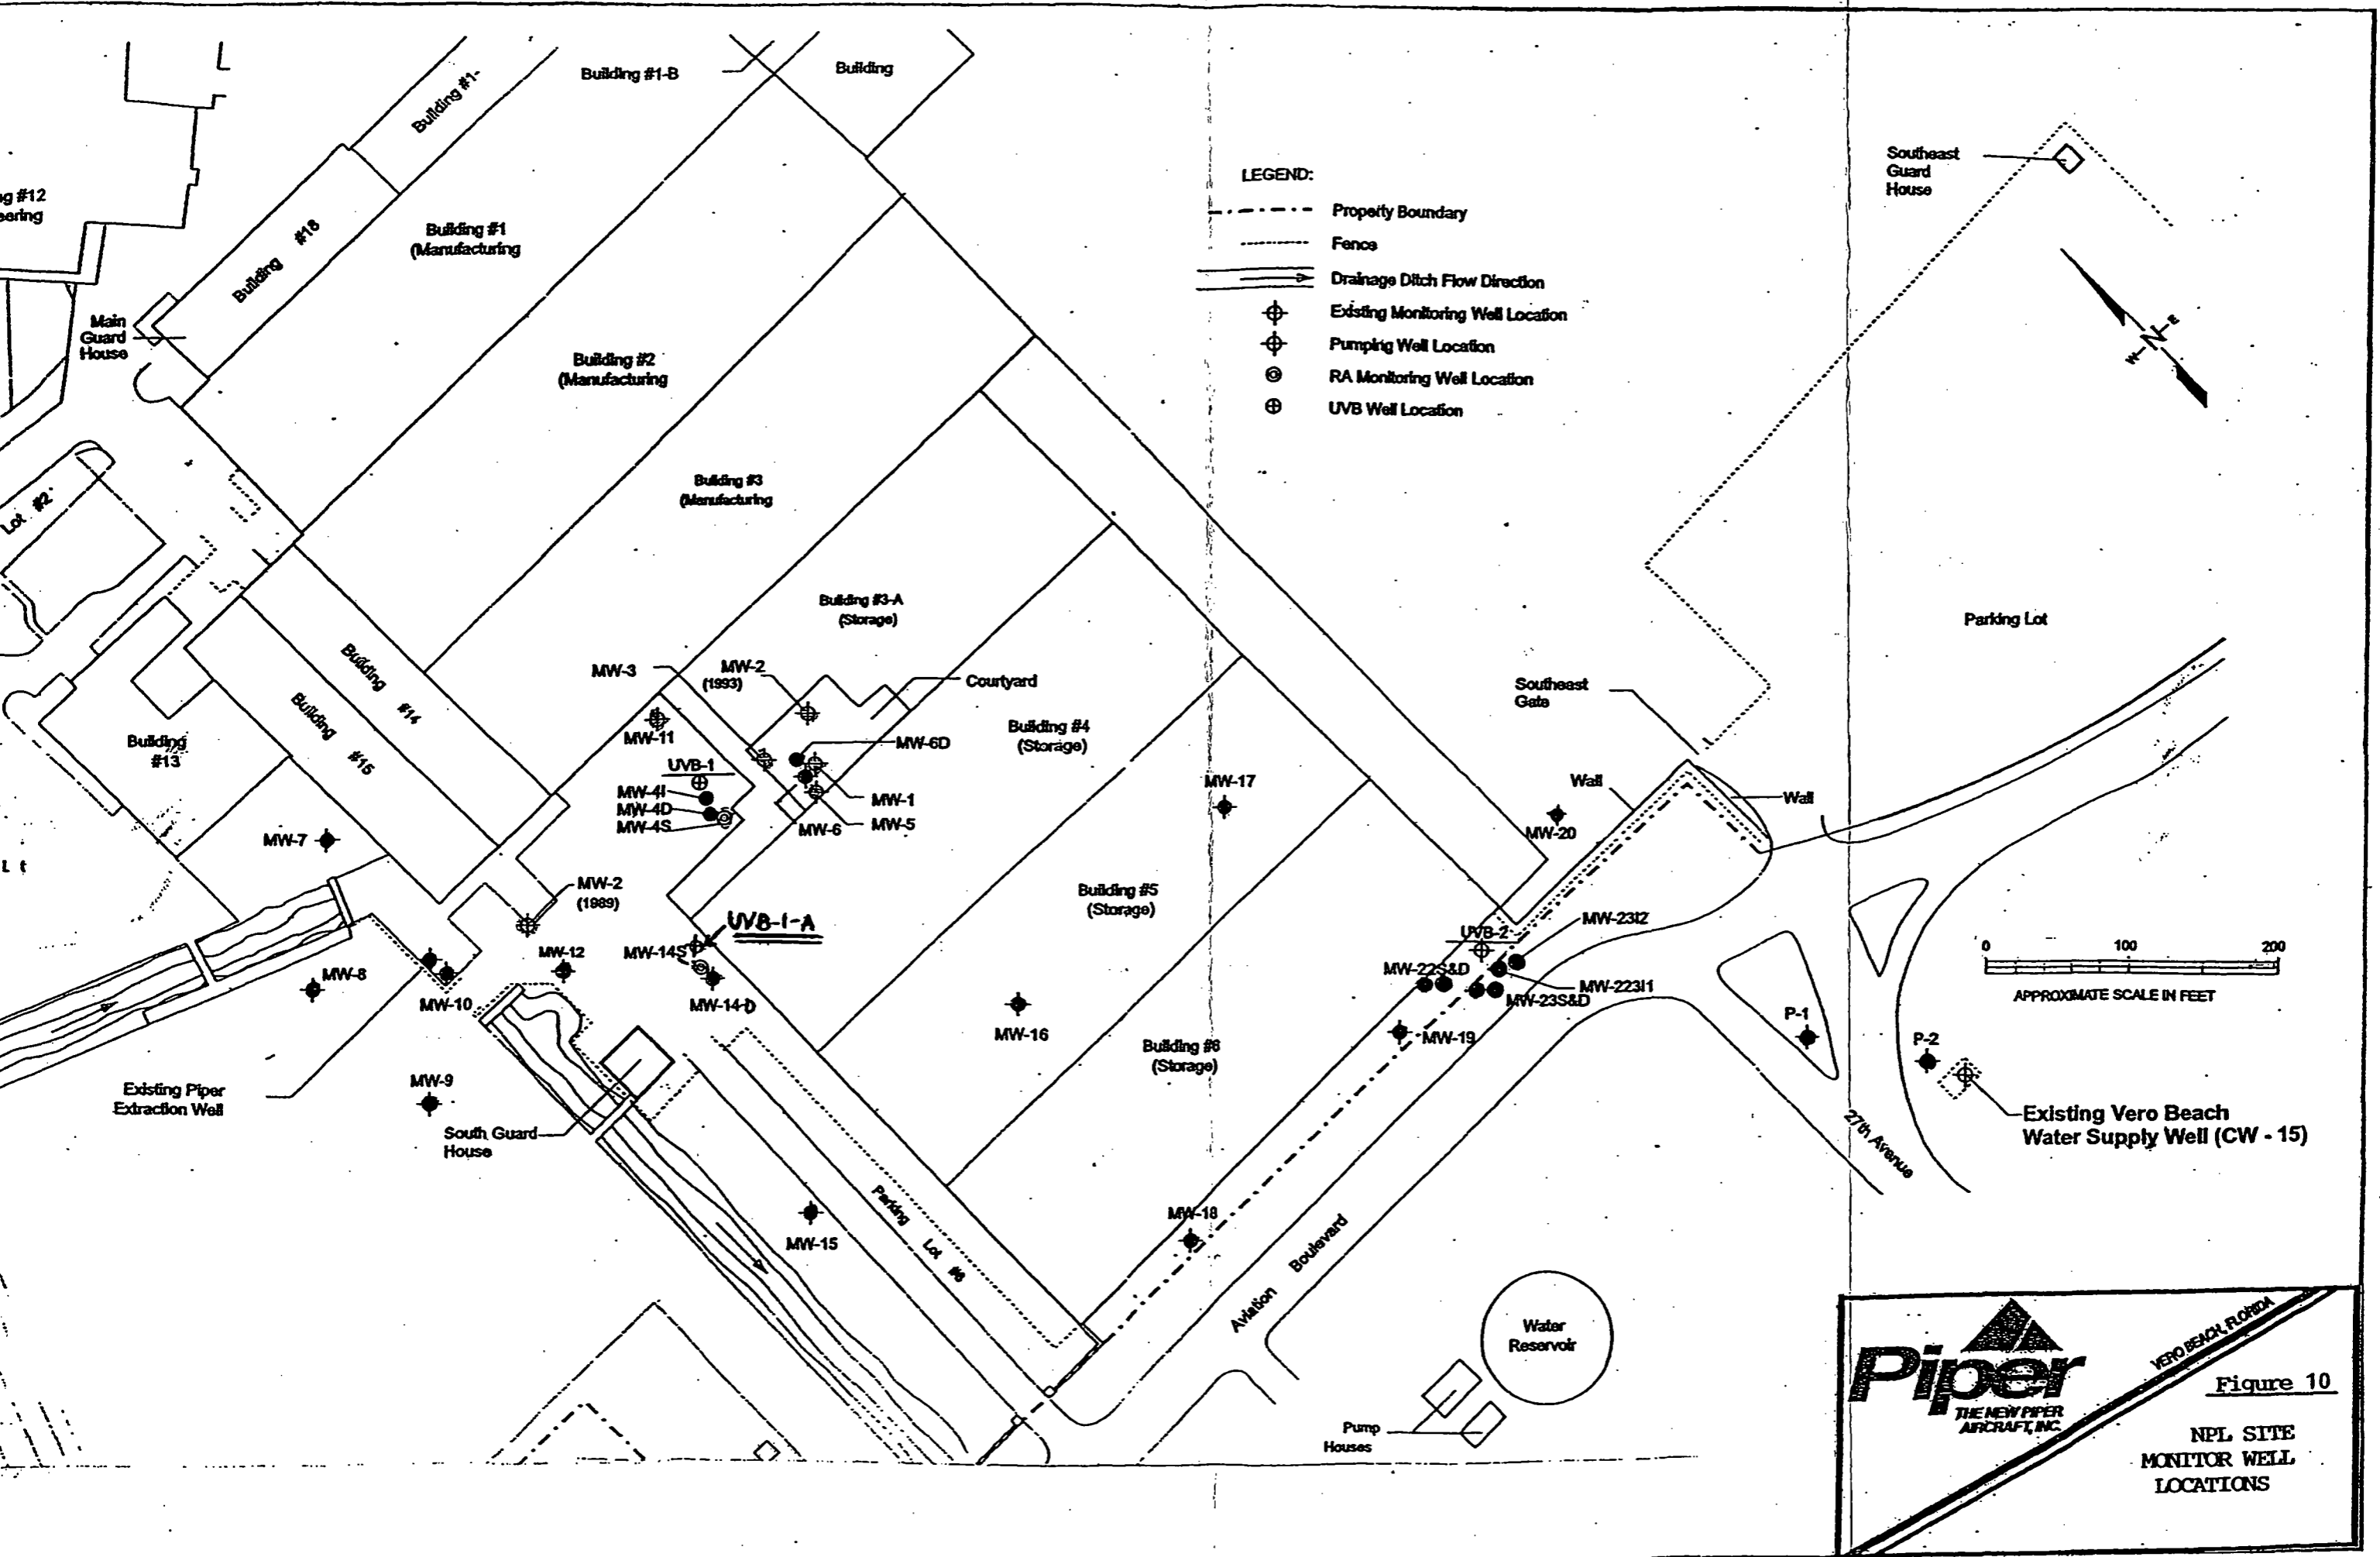 Building #1-B
Building
Building #1-
#12
Building #18
Building #1
(Manufacturing
Main
Guard
House
Building #2
(Manufacturing
Lot #2
Building #3
(Manufacturing
Building #3-A
(Storage)
LEGEND:
Property Boundary
Fence
Drainage Ditch Flow Direction
Existing Monitoring Well Location
Pumping Well Location
RA Monitoring Well Location
UVB Well Location
Southeast
Guard
House
W N E
Parking Lot
Building #14
Building #15
Building
#13
MW-3
MW-2
(1993)
Courtyard
MW-11
MW-6D
UVB-1
MW-4I
MW-4D
MW-4S
MW-1
MW-5
MW-6
Building #4
(Storage)
MW-17
Southeast
Gate
Wall
Wall
MW-20
MW-7
MW-2
(1989)
UVB-1-A
MW-12
MW-14S
MW-14-D
MW-8
MW-10
Building #5
(Storage)
MW-23I2
UVB-2
MW-22S&D
MW-223I1
MW-23S&D
MW-19
MW-16
Building #6
(Storage)
0 100 200
APPROXIMATE SCALE IN FEET
P-1
P-2
Existing Vero Beach
Water Supply Well (CW - 15)
27th Avenue
Existing Piper
Extraction Well
MW-9
South Guard
House
MW-15
Parking Lot #6
MW-18
Aviation Boulevard
Water
Reservoir
Pump
Houses
Piper
THE NEW PIPER
AIRCRAFT, INC.
VERO BEACH, FLORIDA
Figure 10
NPL SITE
MONITOR WELL
LOCATIONS